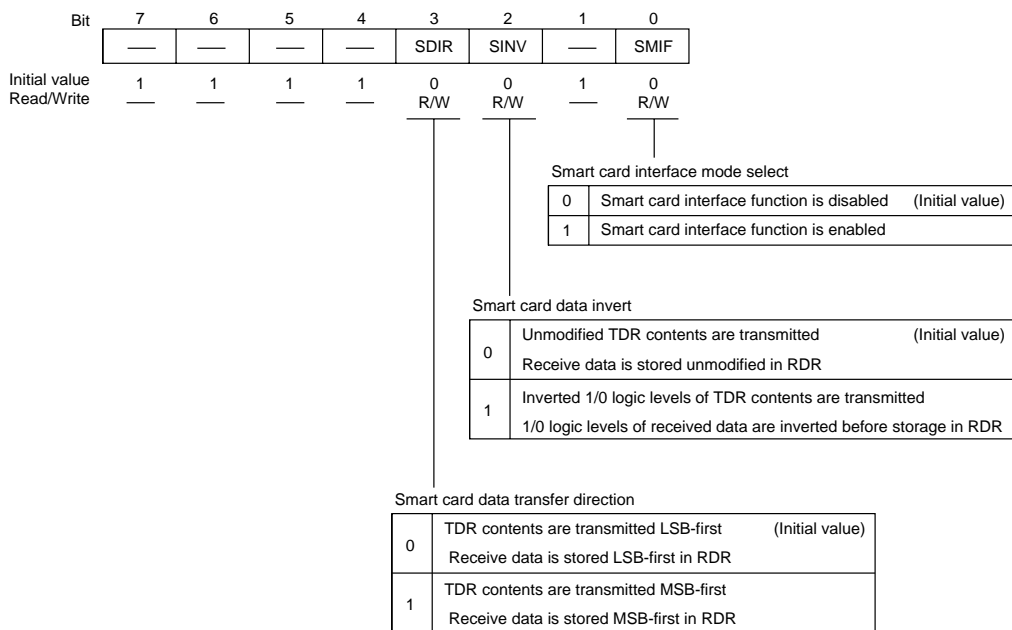 Bit 7 6 5 4 3 2 1 0
— — — — SDIR SINV — SMIF
Initial value 1 1 1 1 0 0 1 0
Read/Write — — — — R/W R/W — R/W
Smart card interface mode select
0 Smart card interface function is disabled (Initial value)
1 Smart card interface function is enabled
Smart card data invert
0 Unmodified TDR contents are transmitted (Initial value)
Receive data is stored unmodified in RDR
1 Inverted 1/0 logic levels of TDR contents are transmitted
1/0 logic levels of received data are inverted before storage in RDR
Smart card data transfer direction
0 TDR contents are transmitted LSB-first (Initial value)
Receive data is stored LSB-first in RDR
1 TDR contents are transmitted MSB-first
Receive data is stored MSB-first in RDR